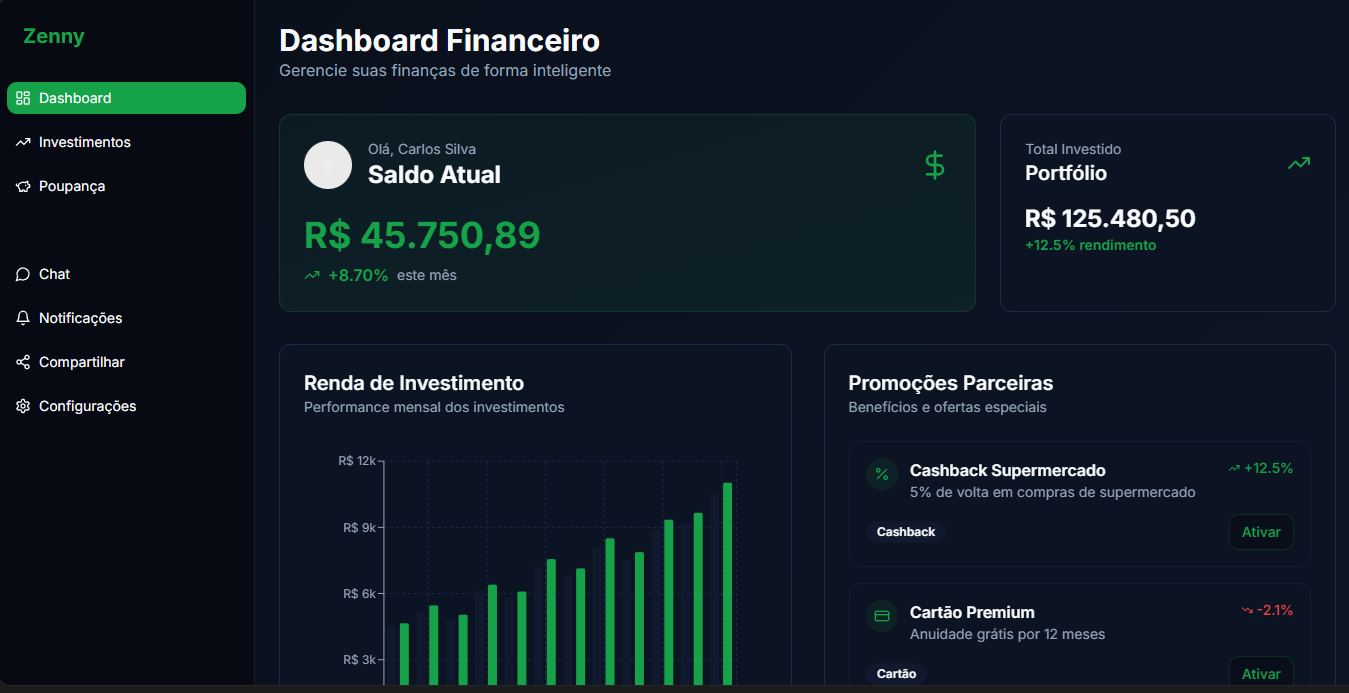 Zenny
Dashboard
Investimentos
Poupança
Chat
Notificações
Compartilhar
Configurações
Dashboard Financeiro
Gerencie suas finanças de forma inteligente
Olá, Carlos Silva
Saldo Atual
R$ 45.750,89
+8.70% este mês
Total Investido
Portfólio
R$ 125.480,50
+12.5% rendimento
Renda de Investimento
Performance mensal dos investimentos
R$ 12k
R$ 9k
R$ 6k
R$ 3k
Promoções Parceiras
Benefícios e ofertas especiais
Cashback Supermercado
+12.5%
5% de volta em compras de supermercado
Cashback
Ativar
Cartão Premium
-2.1%
Anuidade grátis por 12 meses
Cartão
Ativar